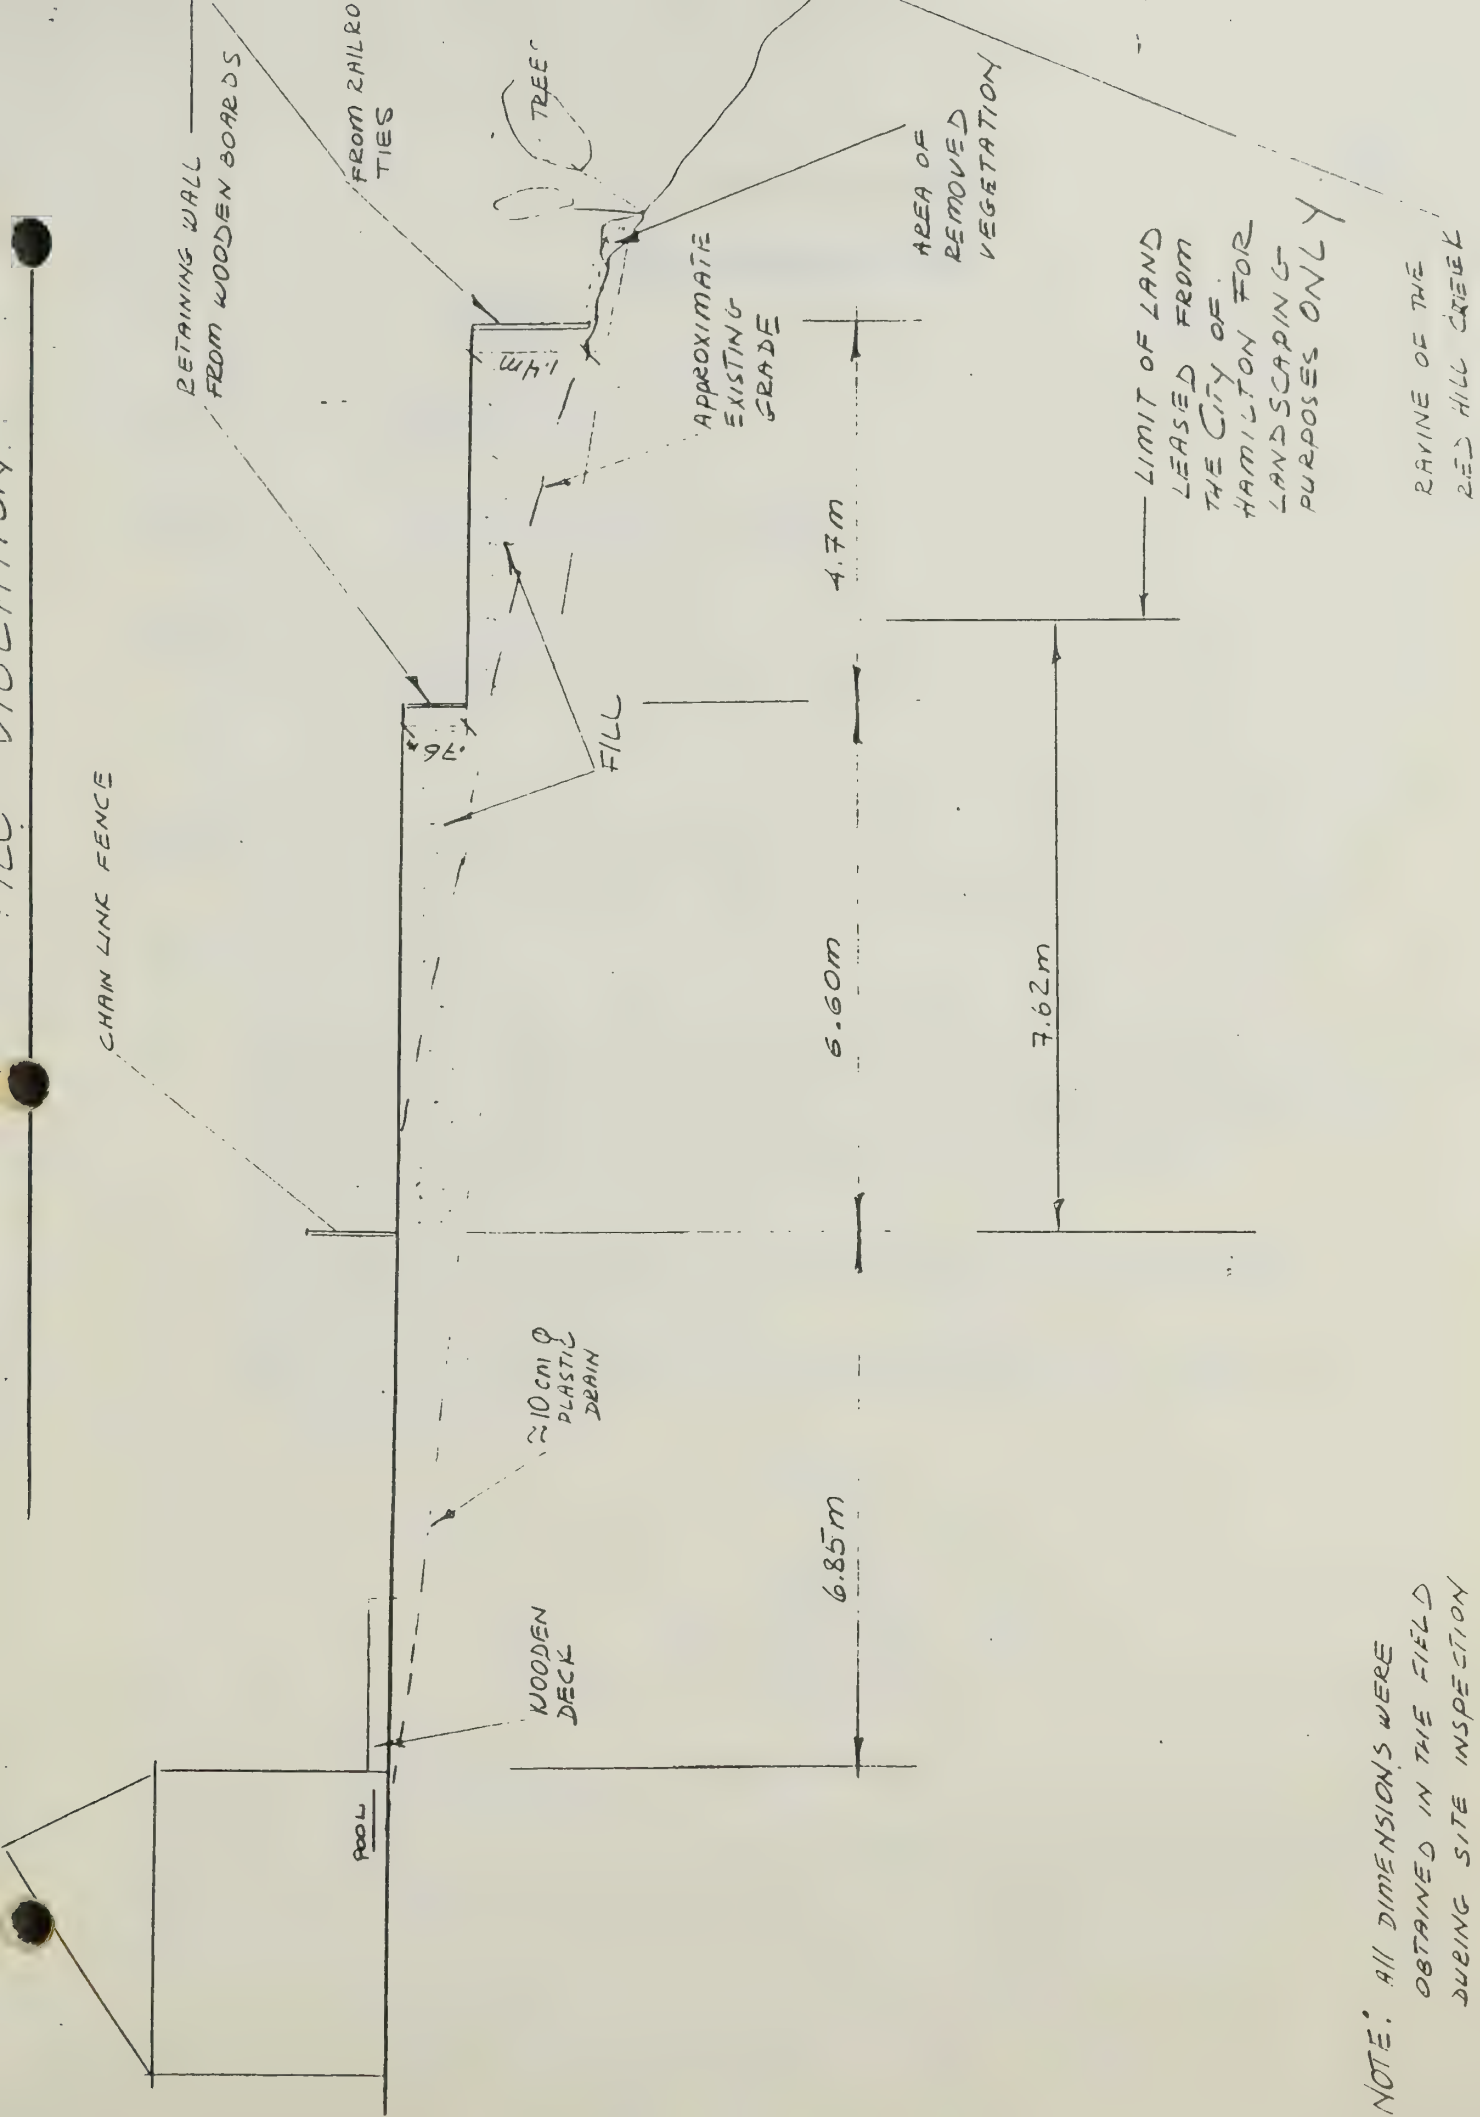 FILL VIOLATION
CHAIN LINK FENCE
RETAINING WALL
FROM WOODEN BOARDS
FROM RAILRO
TIES
TREE
POOL
WOODEN
DECK
≈10 cm φ
PLASTIC
DRAIN
.76
1.4m
FILL
APPROXIMATE
EXISTING
GRADE
AREA OF
REMOVED
VEGETATION
6.85m
6.60m
4.7m
7.62m
LIMIT OF LAND
LEASED FROM
THE CITY OF
HAMILTON FOR
LANDSCAPING
PURPOSES ONLY
RAVINE OF THE
RED HILL CREEK
NOTE: All DIMENSIONS WERE
OBTAINED IN THE FIELD
DURING SITE INSPECTION